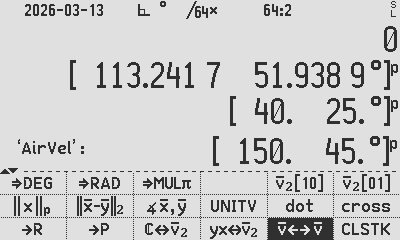 2026-03-13 ⊾ ° /64× 64:2 S L
0
[ 113.241 7 51.938 9°]p
[ 40. 25.°]p
'AirVel': [ 150. 45.°]p
→DEG →RAD →MULπ v̅₂[10] v̅₂[01]
‖x‖p ‖x̅-y̅‖₂ ∡x̅,y̅ UNITV dot cross
→R →P ℂ⇔v̅₂ yx⇔v̅₂ v̅↔→v̅ CLSTK